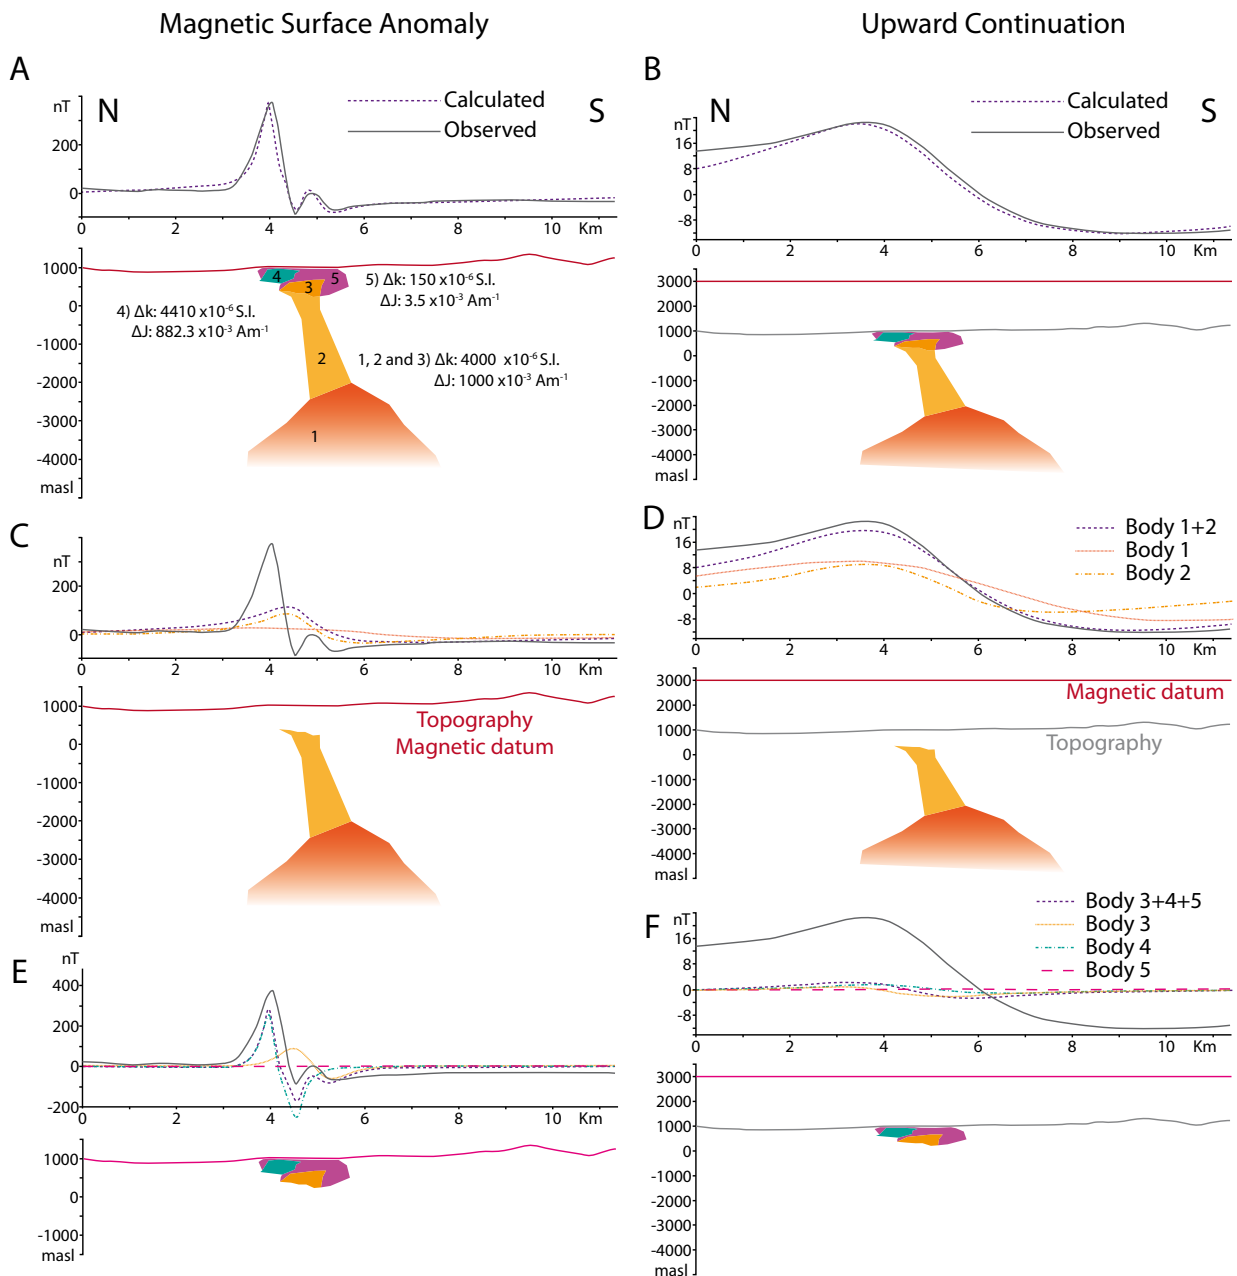 Magnetic Surface Anomaly
Upward Continuation
A
nT
N
Calculated
Observed
S
200
0
0 2 4 6 8 10 Km
1000
0
-1000
-2000
-3000
-4000
masl
4
5
3
2
1
5) Δk: 150 x10⁻⁶ S.I.
ΔJ: 3.5 x10⁻³ Am⁻¹
4) Δk: 4410 x10⁻⁶ S.I.
ΔJ: 882.3 x10⁻³ Am⁻¹
1, 2 and 3) Δk: 4000 x10⁻⁶ S.I.
ΔJ: 1000 x10⁻³ Am⁻¹
B
nT
N
Calculated
Observed
S
16
8
0
-8
0 2 4 6 8 10 Km
3000
2000
1000
0
-1000
-2000
-3000
-4000
masl
C
nT
200
0
0 2 4 6 8 10 Km
1000
0
-1000
-2000
-3000
-4000
masl
Topography
Magnetic datum
D
nT
16
8
0
-8
Body 1+2
Body 1
Body 2
0 2 4 6 8 10 Km
3000
2000
1000
0
-1000
-2000
-3000
-4000
masl
Magnetic datum
Topography
E
nT
400
200
0
-200
0 2 4 6 8 10 Km
1000
0
-1000
masl
F
nT
16
8
0
-8
Body 3+4+5
Body 3
Body 4
Body 5
0 2 4 6 8 10 Km
3000
2000
1000
0
-1000
-2000
-3000
-4000
-5000
masl